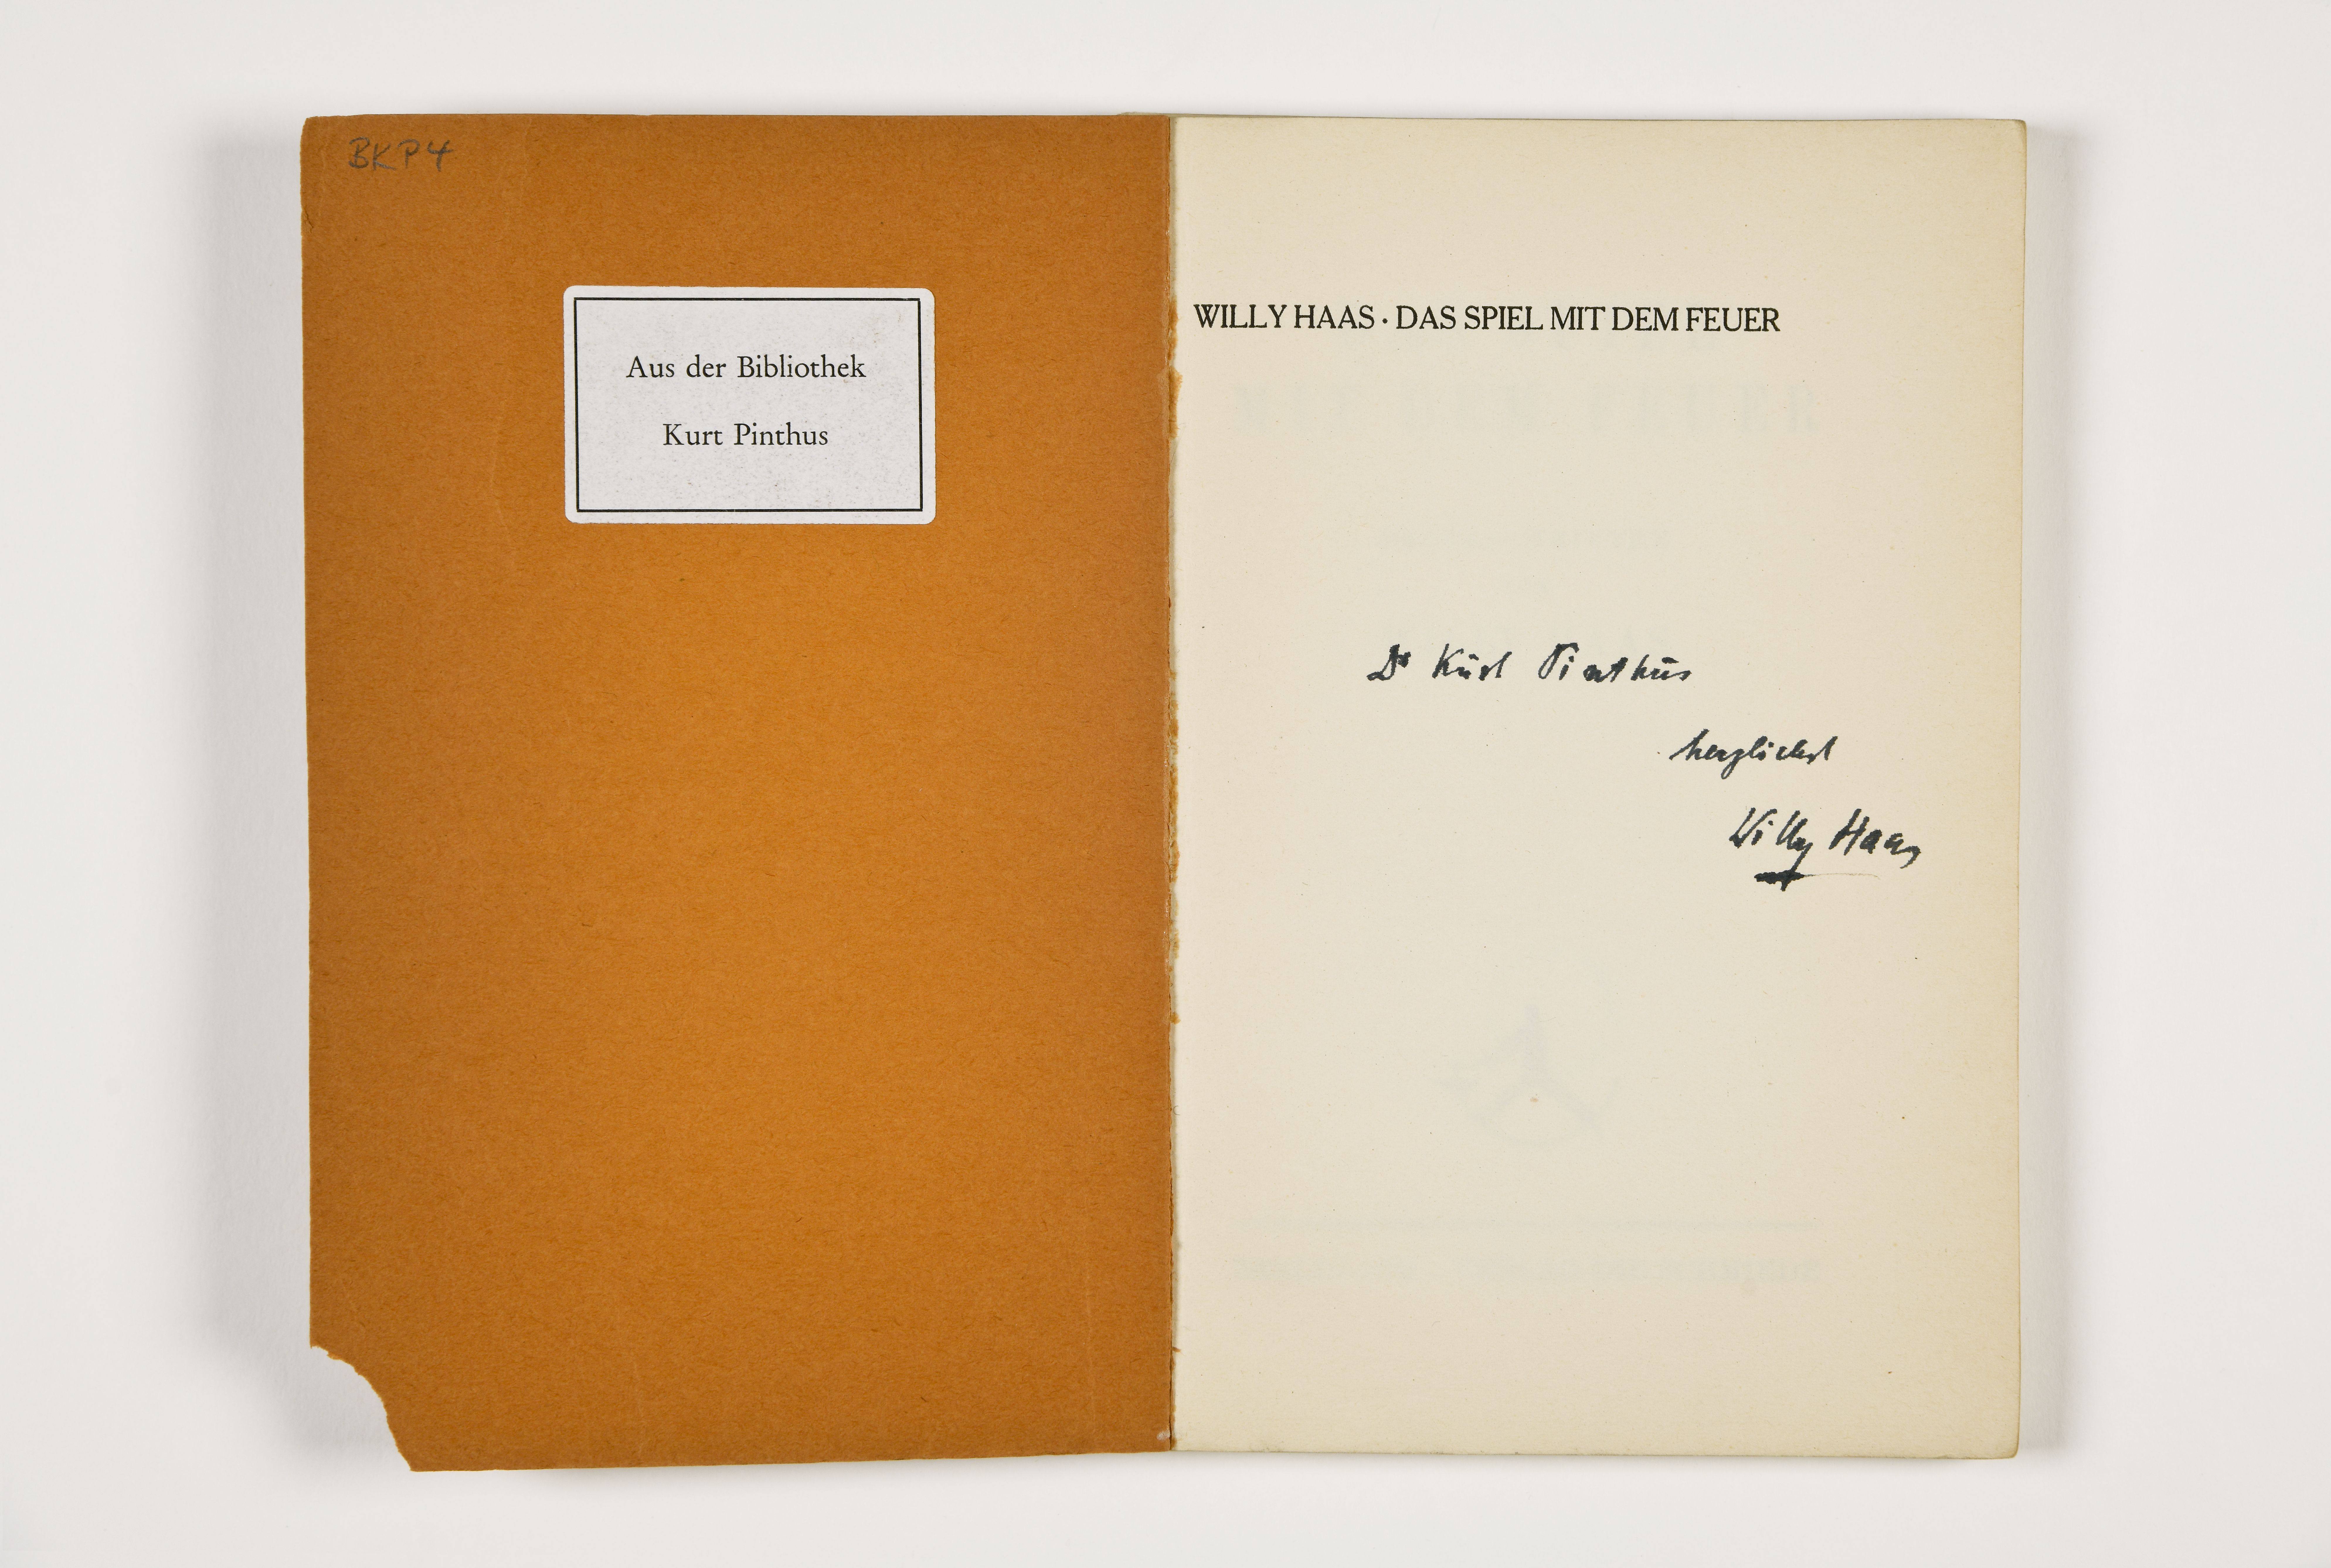 BKP4
Aus der Bibliothek
Kurt Pinthus
WILLY HAAS · DAS SPIEL MIT DEM FEUER
Dr Kurt Pinthus
herzlichst
Willy Haas